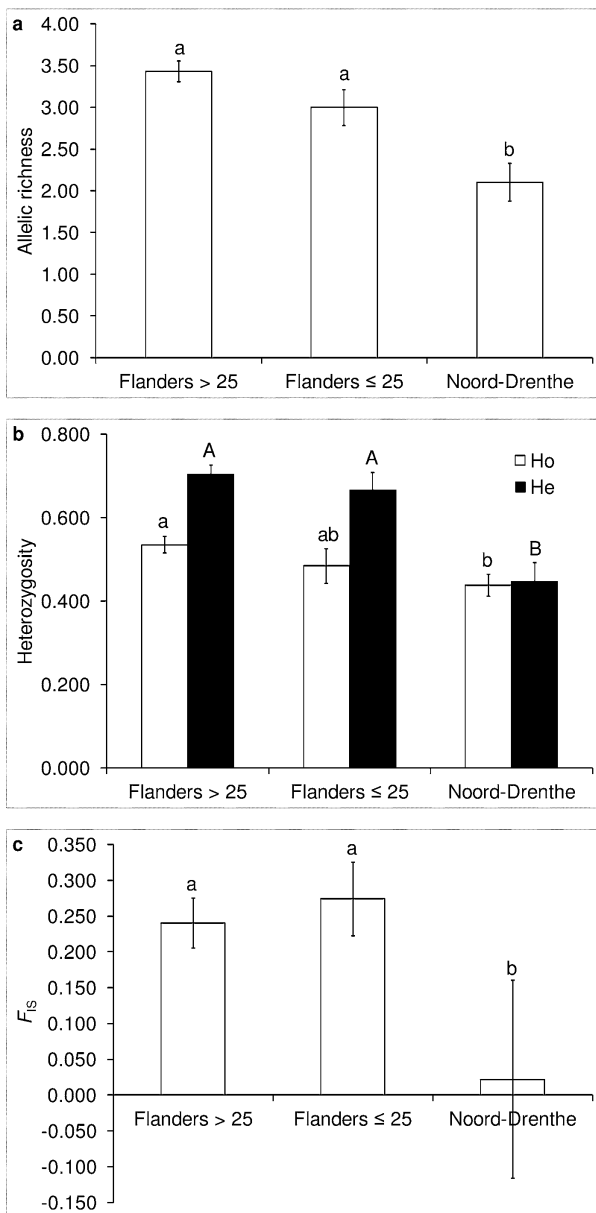 a
4.00
3.50
3.00
2.50
2.00
1.50
1.00
0.50
0.00
Allelic richness
a
a
b
Flanders > 25
Flanders ≤ 25
Noord-Drenthe
b
0.800
0.600
0.400
0.200
0.000
Heterozygosity
a
A
ab
A
b
B
Ho
He
Flanders > 25
Flanders ≤ 25
Noord-Drenthe
c
0.350
0.300
0.250
0.200
0.150
0.100
0.050
0.000
-0.050
-0.100
-0.150
FIS
a
a
b
Flanders > 25
Flanders ≤ 25
Noord-Drenthe